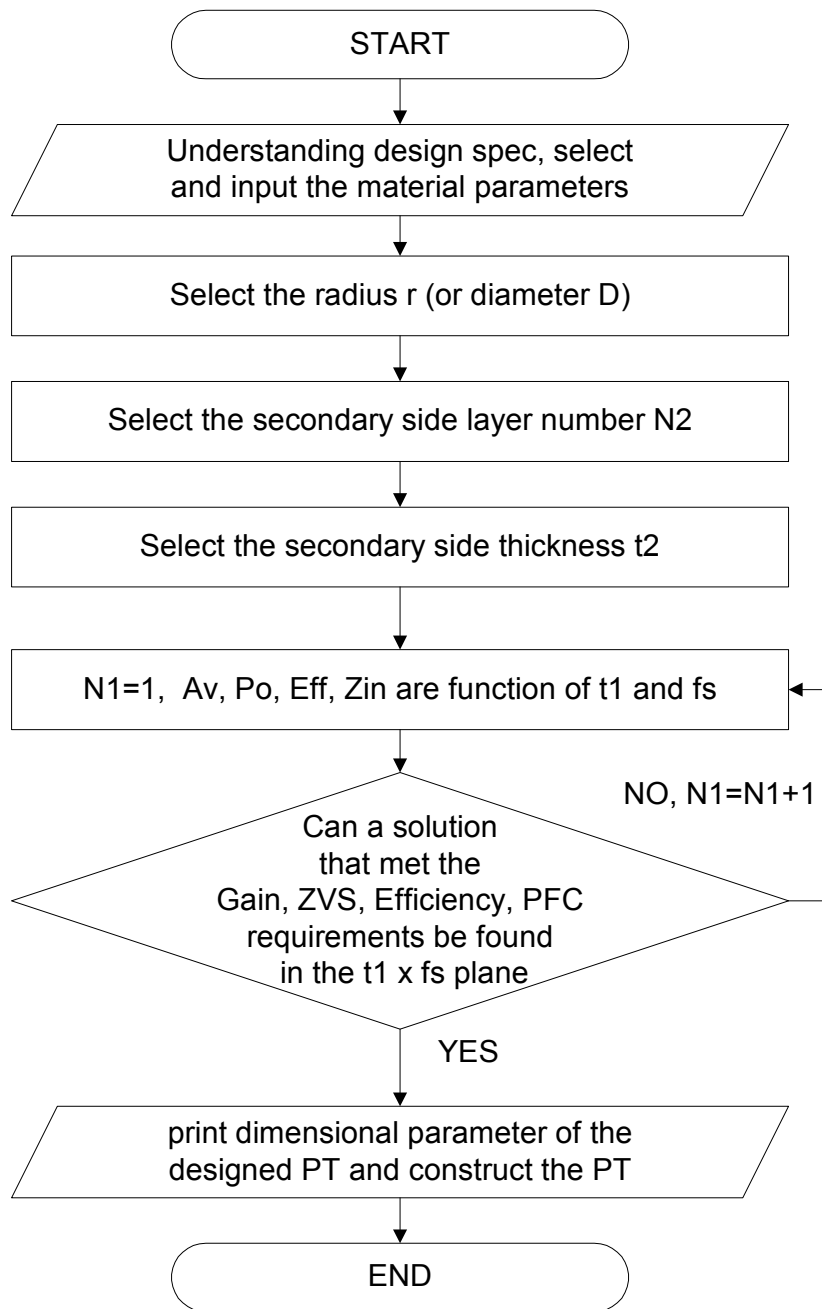 START
Understanding design spec, select
and input the material parameters
Select the radius r (or diameter D)
Select the secondary side layer number N2
Select the secondary side thickness t2
N1=1, Av, Po, Eff, Zin are function of t1 and fs
NO, N1=N1+1
Can a solution
that met the
Gain, ZVS, Efficiency, PFC
requirements be found
in the t1 x fs plane
YES
print dimensional parameter of the
designed PT and construct the PT
END